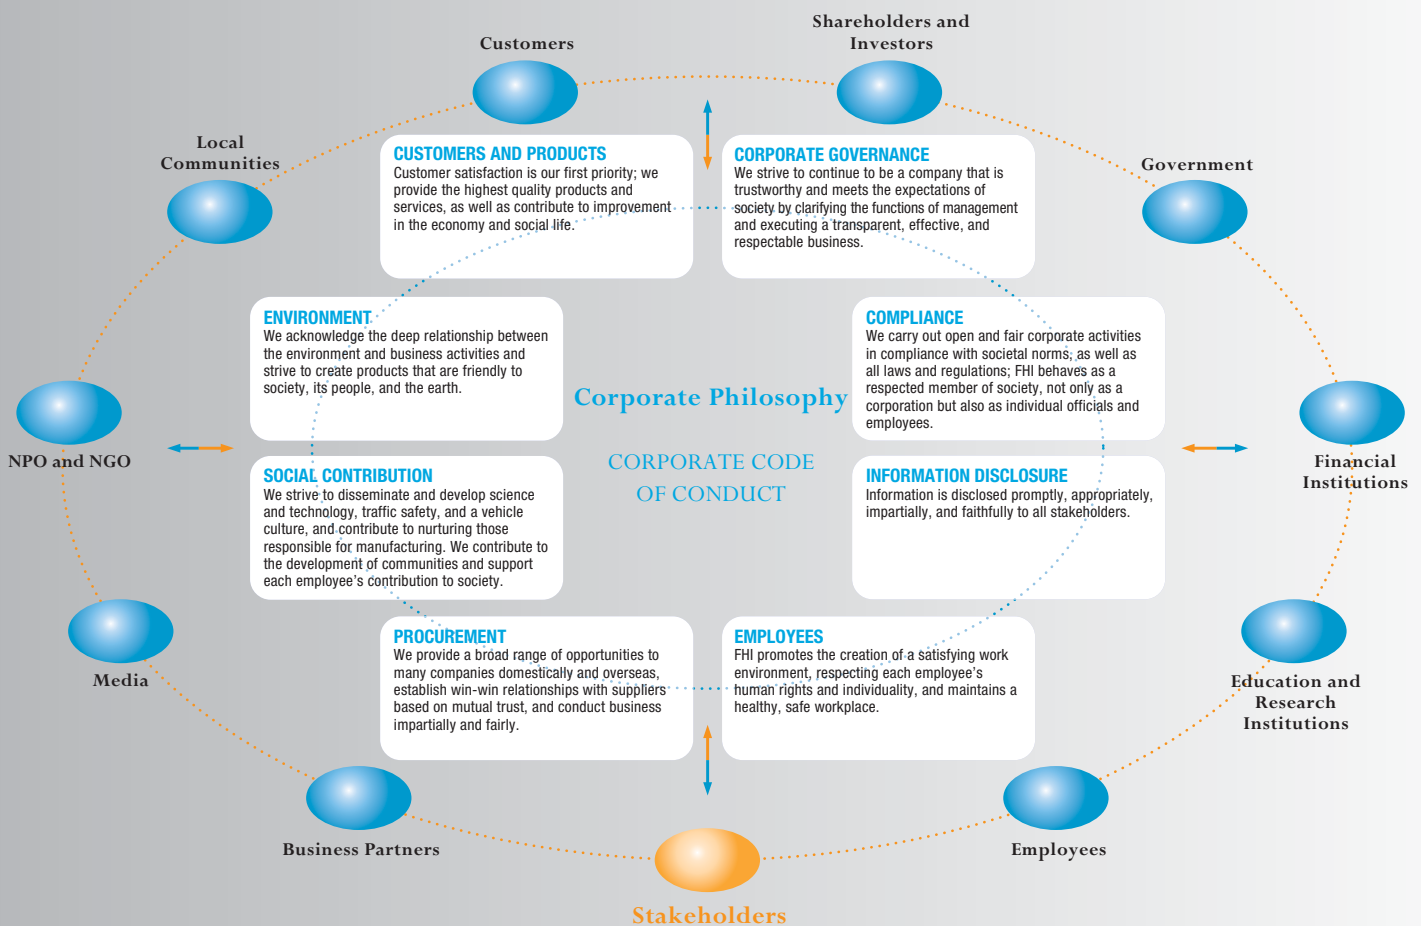 Shareholders and
Investors
Customers
Local
Communities
Government
CUSTOMERS AND PRODUCTS
Customer satisfaction is our first priority; we
provide the highest quality products and
services, as well as contribute to improvement
in the economy and social life.
CORPORATE GOVERNANCE
We strive to continue to be a company that is
trustworthy and meets the expectations of
society by clarifying the functions of management
and executing a transparent, effective, and
respectable business.
ENVIRONMENT
We acknowledge the deep relationship between
the environment and business activities and
strive to create products that are friendly to
society, its people, and the earth.
COMPLIANCE
We carry out open and fair corporate activities
in compliance with societal norms, as well as
all laws and regulations; FHI behaves as a
respected member of society, not only as a
corporation but also as individual officials and
employees.
Corporate Philosophy
CORPORATE CODE
OF CONDUCT
NPO and NGO
Financial
Institutions
SOCIAL CONTRIBUTION
We strive to disseminate and develop science
and technology, traffic safety, and a vehicle
culture, and contribute to nurturing those
responsible for manufacturing. We contribute to
the development of communities and support
each employee's contribution to society.
INFORMATION DISCLOSURE
Information is disclosed promptly, appropriately,
impartially, and faithfully to all stakeholders.
PROCUREMENT
We provide a broad range of opportunities to
many companies domestically and overseas,
establish win-win relationships with suppliers
based on mutual trust, and conduct business
impartially and fairly.
EMPLOYEES
FHI promotes the creation of a satisfying work
environment, respecting each employee's
human rights and individuality, and maintains a
healthy, safe workplace.
Media
Education and
Research
Institutions
Business Partners
Employees
Stakeholders